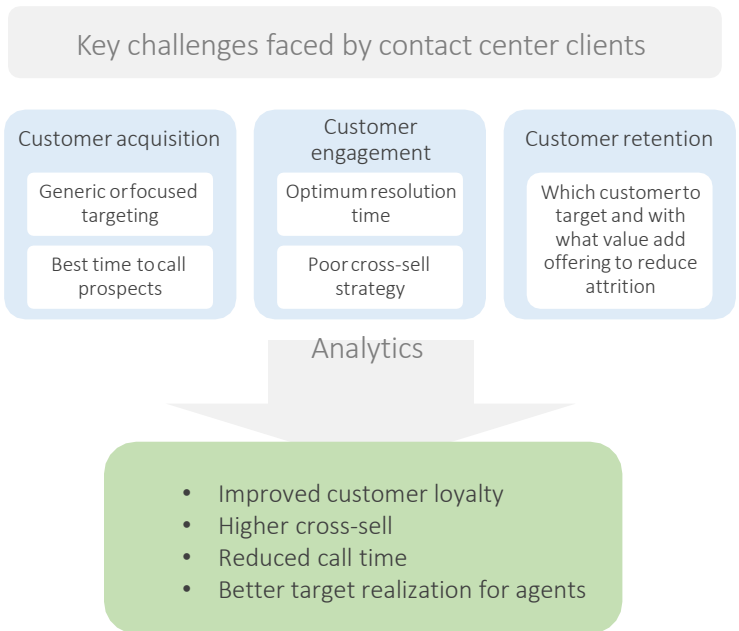 Key challenges faced by contact center clients
Customer acquisition
Generic or focused
targeting
Best time to call
prospects
Customer
engagement
Optimum resolution
time
Poor cross-sell
strategy
Customer retention
Which customer to
target and with
what value add
offering to reduce
attrition
Analytics
• Improved customer loyalty
• Higher cross-sell
• Reduced call time
• Better target realization for agents